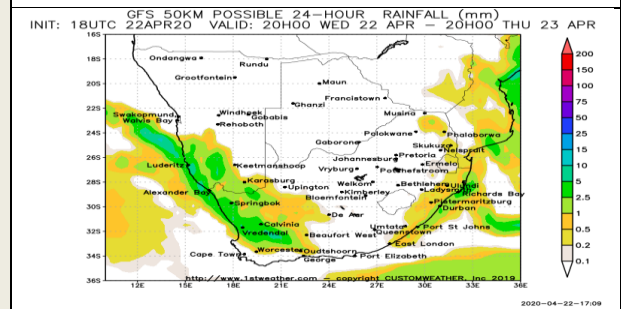 GFS 50KM POSSIBLE 24-HOUR RAINFALL (mm)
INIT: 18UTC 22APR20 VALID: 20H00 WED 22 APR - 20H00 THU 23 APR
16S
18S
20S
22S
24S
26S
28S
30S
32S
34S
36S
12E
15E
18E
21E
24E
27E
30E
33E
36E
Ondangwa
Rundu
Grootfontein
Maun
Francistown
Ghanzi
Swakopmund
Walvis Bay
Windhoek
Gobabis
Rehoboth
Musina
Polokwane
Phalaborwa
Gaborone
Skukuza
Nelspruit
Johannesburg
Pretoria
Ermelo
Luderitz
Keetmanshoop
Vryburg
Potchefstroom
Karasburg
Upington
Welkom
Bethlehem
Ulundi
Ladysmith
Richards Bay
Alexander Bay
Kimberley
Bloemfontein
Springbok
Pietermaritzburg
Durban
De Aar
Calvinia
Vredendal
Beaufort West
Umtata
Port St Johns
Queenstown
East London
Cape Town
Worcester
Oudtshoorn
George
Port Elizabeth
http://www.1stweather.com - copyright CUSTOMWEATHER, Inc 2019
200
150
100
75
50
25
15
10
5
2.5
1
0.5
0.2
0.1
2020-04-22-17:09